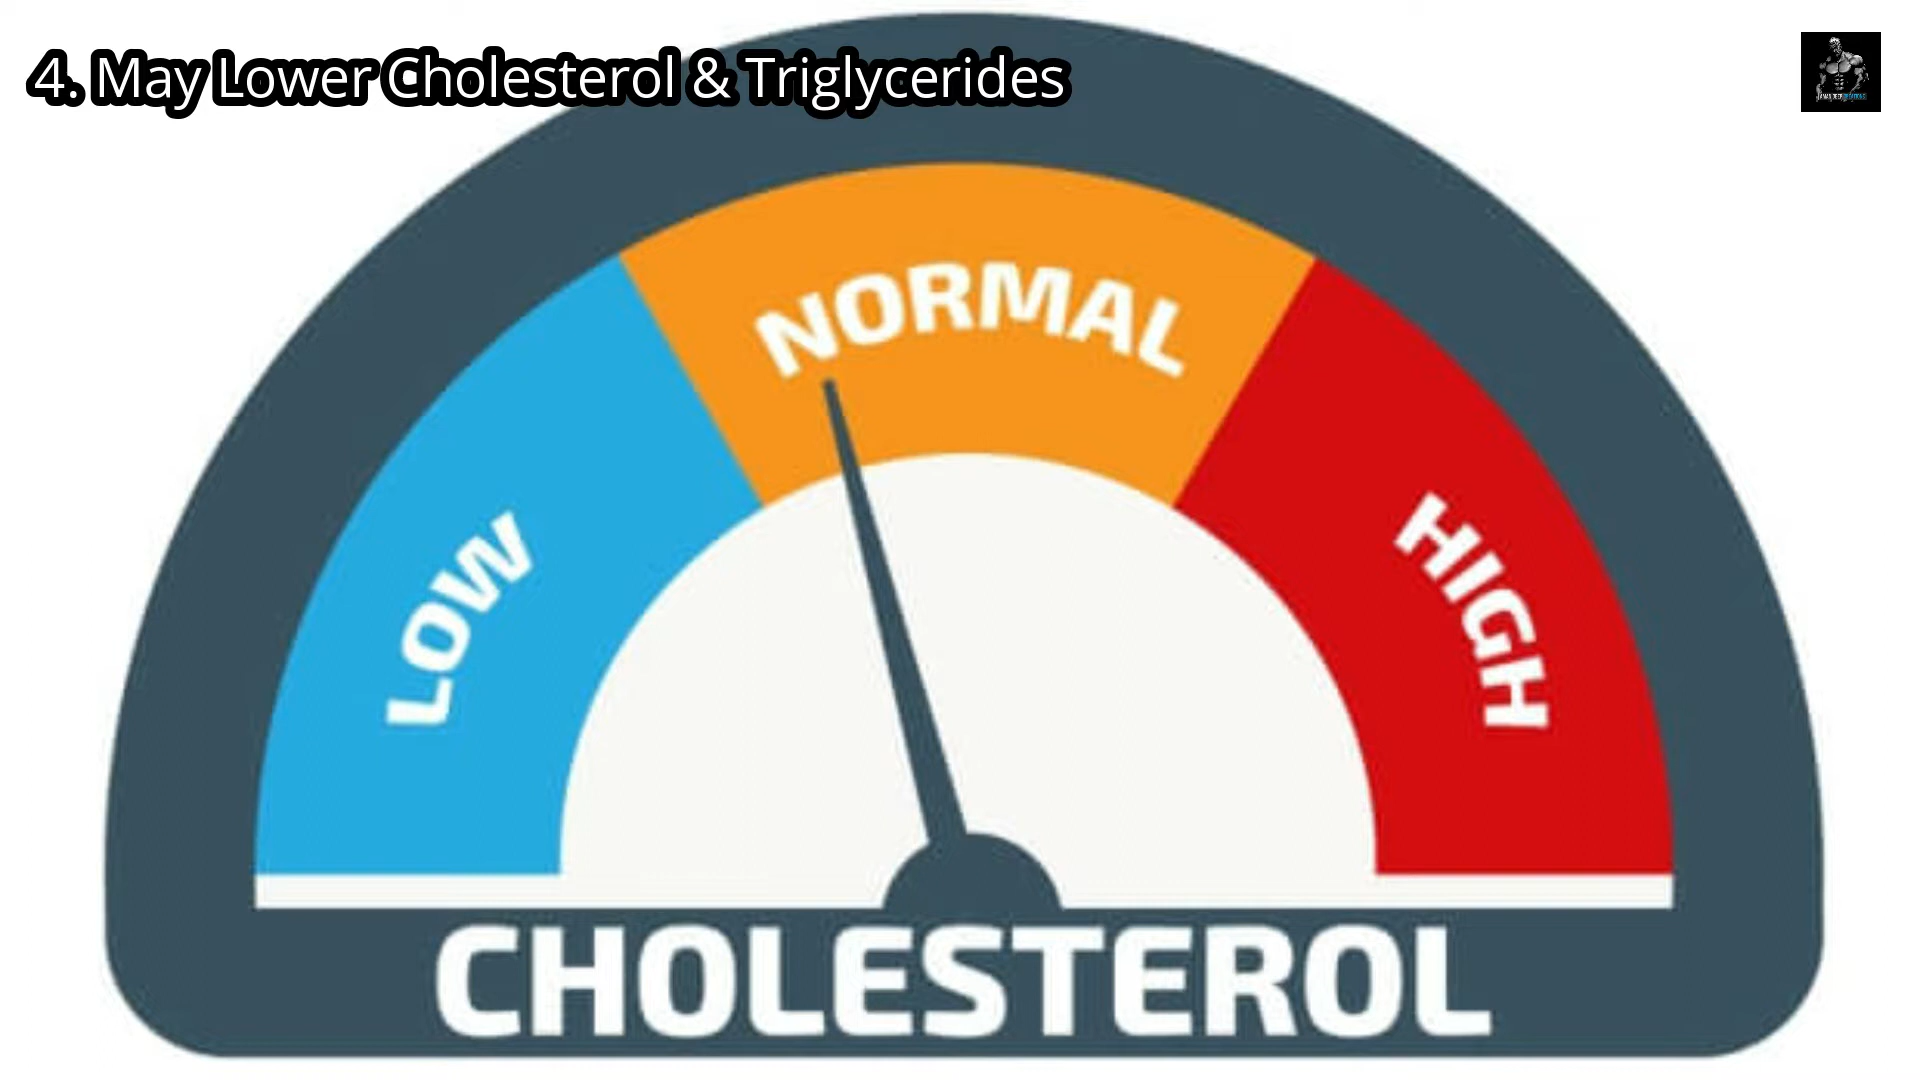 4. May Lower Cholesterol & Triglycerides
NORMAL
LOW
HIGH
CHOLESTEROL